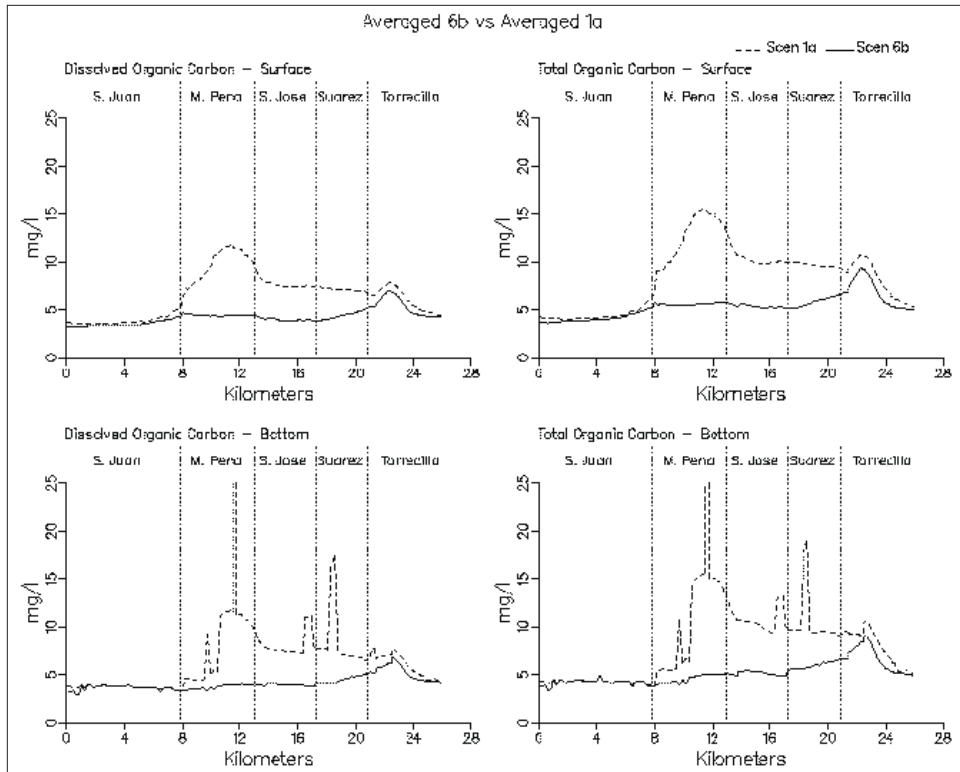 Averaged 6b vs Averaged 1a
Scen 1a Scen 6b
Dissolved Organic Carbon – Surface
S. Juan M. Pena S. Jose Suarez Torrecilla
25
20
15
10
5
0
mg/l
0 4 8 12 16 20 24 28
Kilometers
Total Organic Carbon – Surface
S. Juan M. Pena S. Jose Suarez Torrecilla
25
20
15
10
5
0
mg/l
0 4 8 12 16 20 24 28
Kilometers
Dissolved Organic Carbon – Bottom
S. Juan M. Pena S. Jose Suarez Torrecilla
25
20
15
10
5
0
mg/l
0 4 8 12 16 20 24 28
Kilometers
Total Organic Carbon – Bottom
S. Juan M. Pena S. Jose Suarez Torrecilla
25
20
15
10
5
0
mg/l
0 4 8 12 16 20 24 28
Kilometers